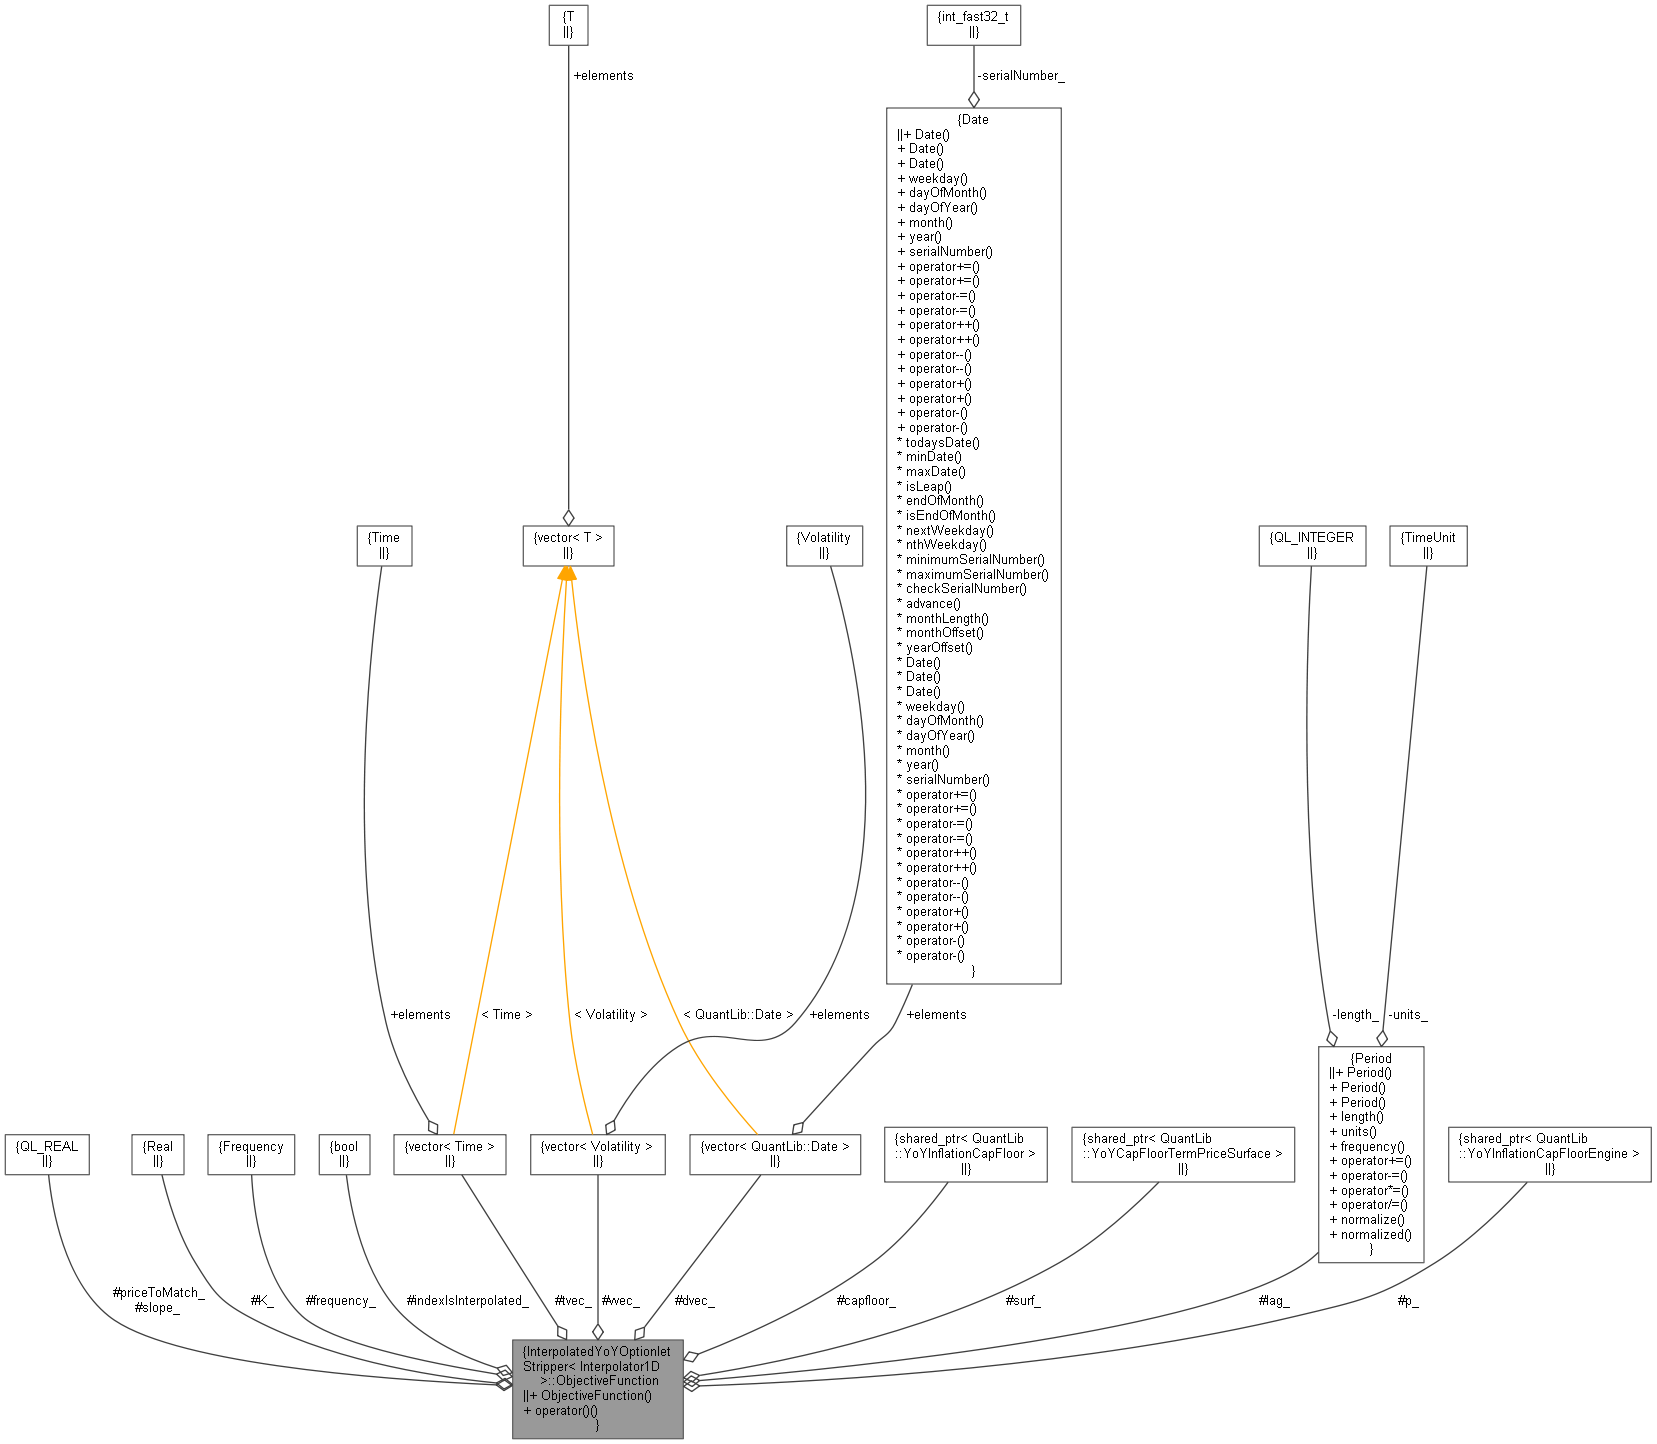 {T
||}
{int_fast32_t
||}
+elements
-serialNumber_
{Date
||+ Date()
+ Date()
+ Date()
+ weekday()
+ dayOfMonth()
+ dayOfYear()
+ month()
+ year()
+ serialNumber()
+ operator+=()
+ operator+=()
+ operator-=()
+ operator-=()
+ operator++()
+ operator++()
+ operator--()
+ operator--()
+ operator+()
+ operator+()
+ operator-()
+ operator-()
* todaysDate()
* minDate()
* maxDate()
* isLeap()
* endOfMonth()
* isEndOfMonth()
* nextWeekday()
* nthWeekday()
* minimumSerialNumber()
* maximumSerialNumber()
* checkSerialNumber()
* advance()
* monthLength()
* monthOffset()
* yearOffset()
* Date()
* Date()
* Date()
* weekday()
* dayOfMonth()
* dayOfYear()
* month()
* year()
* serialNumber()
* operator+=()
* operator+=()
* operator-=()
* operator-=()
* operator++()
* operator++()
* operator--()
* operator--()
* operator+()
* operator+()
* operator-()
* operator-()
}
{Time
||}
{vector< T >
||}
{Volatility
||}
{QL_INTEGER
||}
{TimeUnit
||}
+elements
< Time >
< Volatility >
< QuantLib::Date >
+elements
+elements
-length_
-units_
{Period
||+ Period()
+ Period()
+ Period()
+ length()
+ units()
+ frequency()
+ operator+=()
+ operator-=()
+ operator*=()
+ operator/=()
+ normalize()
+ normalized()
}
{QL_REAL
||}
{Real
||}
{Frequency
||}
{bool
||}
{vector< Time >
||}
{vector< Volatility >
||}
{vector< QuantLib::Date >
||}
{shared_ptr< QuantLib
::YoYInflationCapFloor >
||}
{shared_ptr< QuantLib
::YoYCapFloorTermPriceSurface >
||}
{shared_ptr< QuantLib
::YoYInflationCapFloorEngine >
||}
#priceToMatch_
#slope_
#K_
#frequency_
#indexIsInterpolated_
#tvec_
#vvec_
#dvec_
#capfloor_
#surf_
#lag_
#p_
{InterpolatedYoYOptionlet
Stripper< Interpolator1D
>::ObjectiveFunction
||+ ObjectiveFunction()
+ operator()()
}